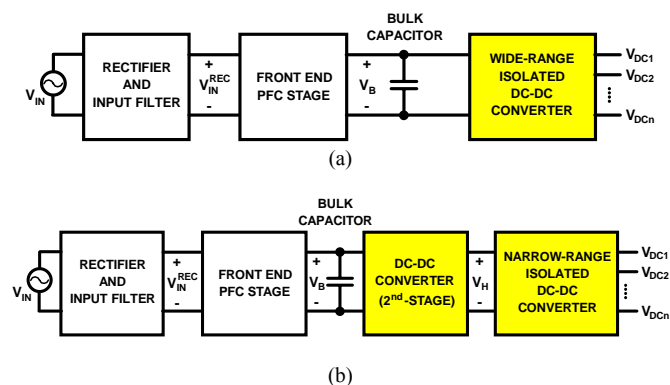 BULK
CAPACITOR
V_IN
RECTIFIER
AND
INPUT FILTER
+
V_IN^REC
-
FRONT END
PFC STAGE
+
V_B
-
WIDE-RANGE
ISOLATED
DC-DC
CONVERTER
V_DC1
V_DC2
V_DCn
(a)
BULK
CAPACITOR
V_IN
RECTIFIER
AND
INPUT FILTER
+
V_IN^REC
-
FRONT END
PFC STAGE
+
V_B
-
DC-DC
CONVERTER
(2nd-STAGE)
+
V_H
-
NARROW-RANGE
ISOLATED
DC-DC
CONVERTER
V_DC1
V_DC2
V_DCn
(b)